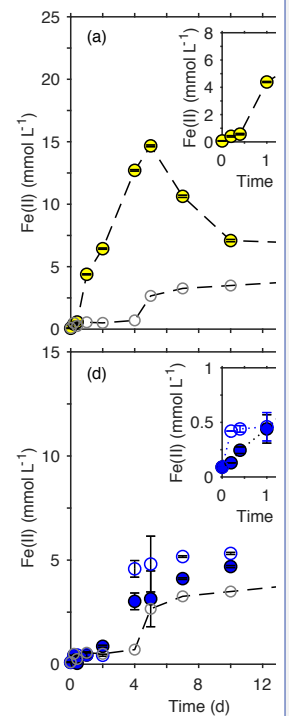 25
(a)
20
15
10
5
0
Fe(II) (mmol L⁻¹)
8
6
4
2
0
Fe(II) (mmol L⁻¹)
0 1
Time
15
(d)
10
5
0
Fe(II) (mmol L⁻¹)
1
0.5
0
Fe(II) (mmol L⁻¹)
0 1
Time
0 4 8 12
Time (d)